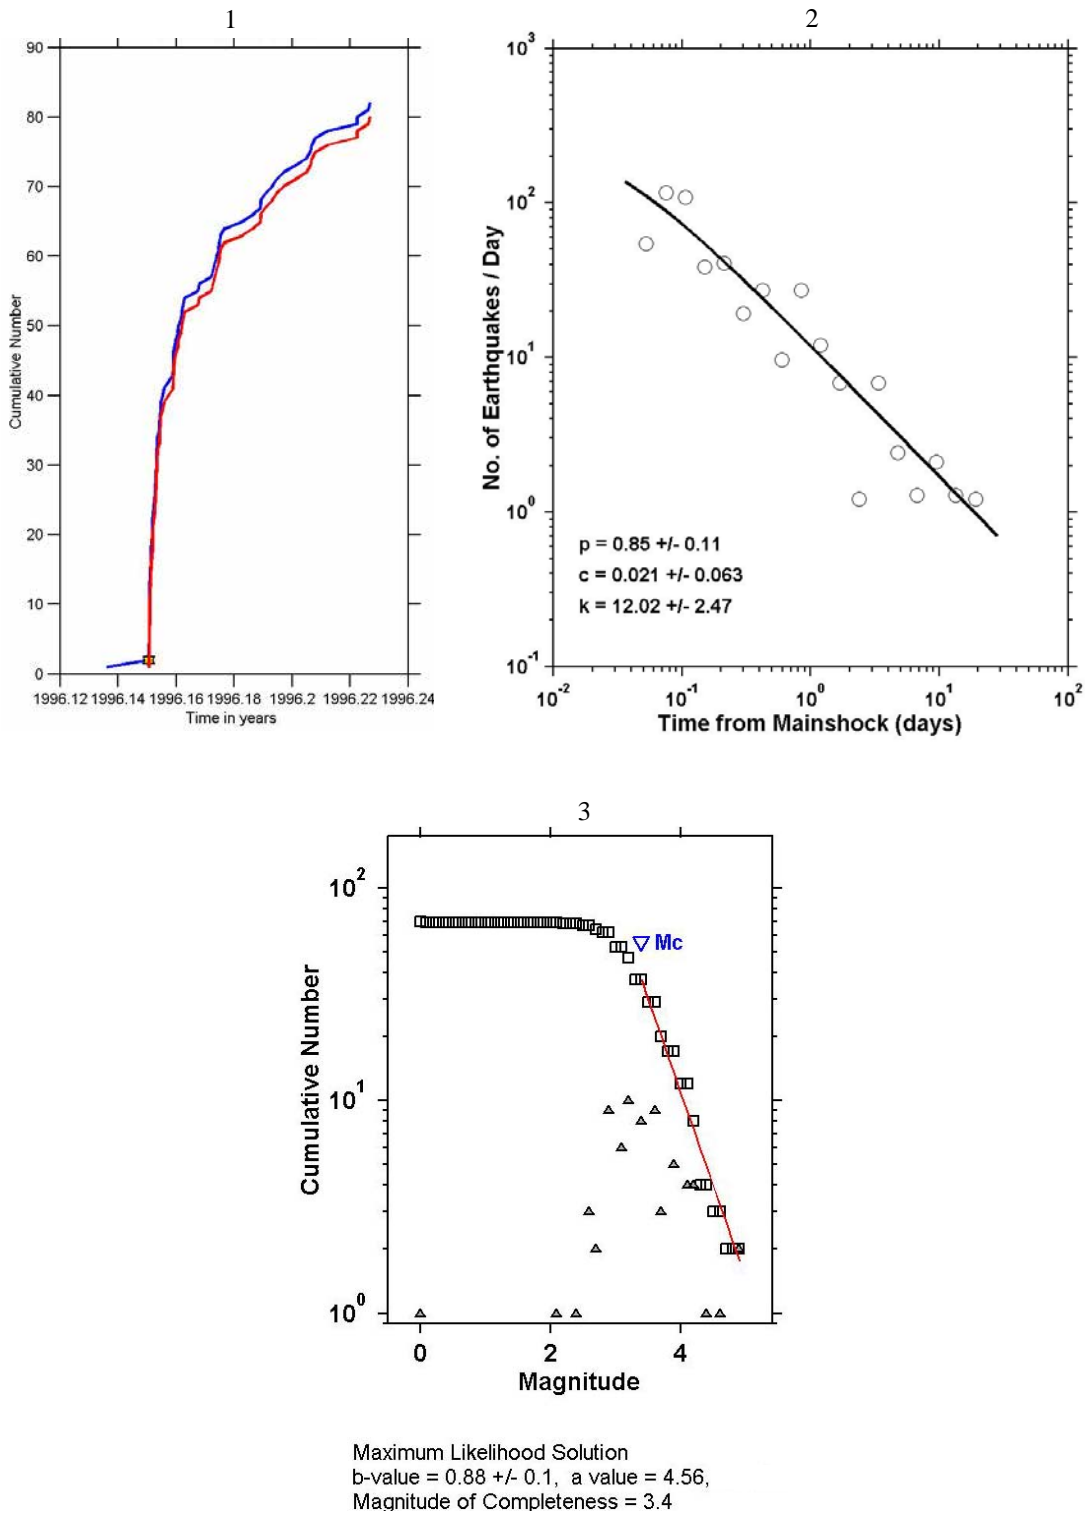 1
90
80
70
60
50
40
30
20
10
0
Cumulative Number
1996.12 1996.14 1996.16 1996.18 1996.2 1996.22 1996.24
Time in years
2
10^3
10^2
10^1
10^0
10^-1
No. of Earthquakes / Day
p = 0.85 +/- 0.11
c = 0.021 +/- 0.063
k = 12.02 +/- 2.47
10^-2 10^-1 10^0 10^1 10^2
Time from Mainshock (days)
3
10^2
10^1
10^0
Cumulative Number
Mc
0 2 4
Magnitude
Maximum Likelihood Solution
b-value = 0.88 +/- 0.1, a value = 4.56,
Magnitude of Completeness = 3.4